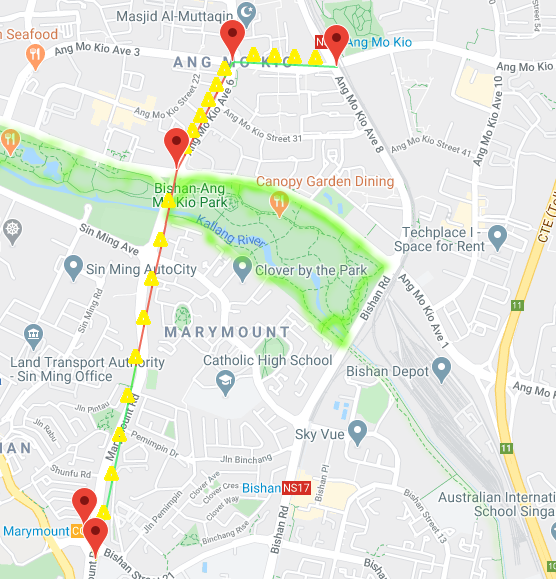 Masjid Al-Muttaqin
n Seafood
Ang Mo Kio Ave 3
Ang Mo Kio
ANG MO KIO
Ang Mo Kio
Ang Mo Kio Street 22
Ang Mo Kio Ave 6
Ang Mo Kio Ave 8
Ang Mo Kio Ave 10
Ang Mo Kio Street 31
Ang Mo Kio Street 41
CTE
Canopy Garden Dining
Bishan-Ang
Mo Kio Park
Kallang River
Sin Ming Ave
Techplace I -
Space for Rent
Sin Ming AutoCity
Clover by the Park
Sin Ming Rd
Bishan Rd
Ang Mo Kio Ave 1
11
MARYMOUNT
Land Transport Authority
- Sin Ming Office
Catholic High School
Bishan Depot
Ang Mo
Jln Pintau
Marymount Rd
Jln Rabu
Pemimpin Dr
Sky Vue
IAN
Shunfu Rd
Jln Binchang
11
Clover Ave
Clover Cres
Clover Way
Binchang Rise
Bishan
NS17
Bishan Pl
Jln Pemimpin
Australian Internati
School Singa
Marymount
Bishan Rd
Bishan Street 13
Bishan Street 21